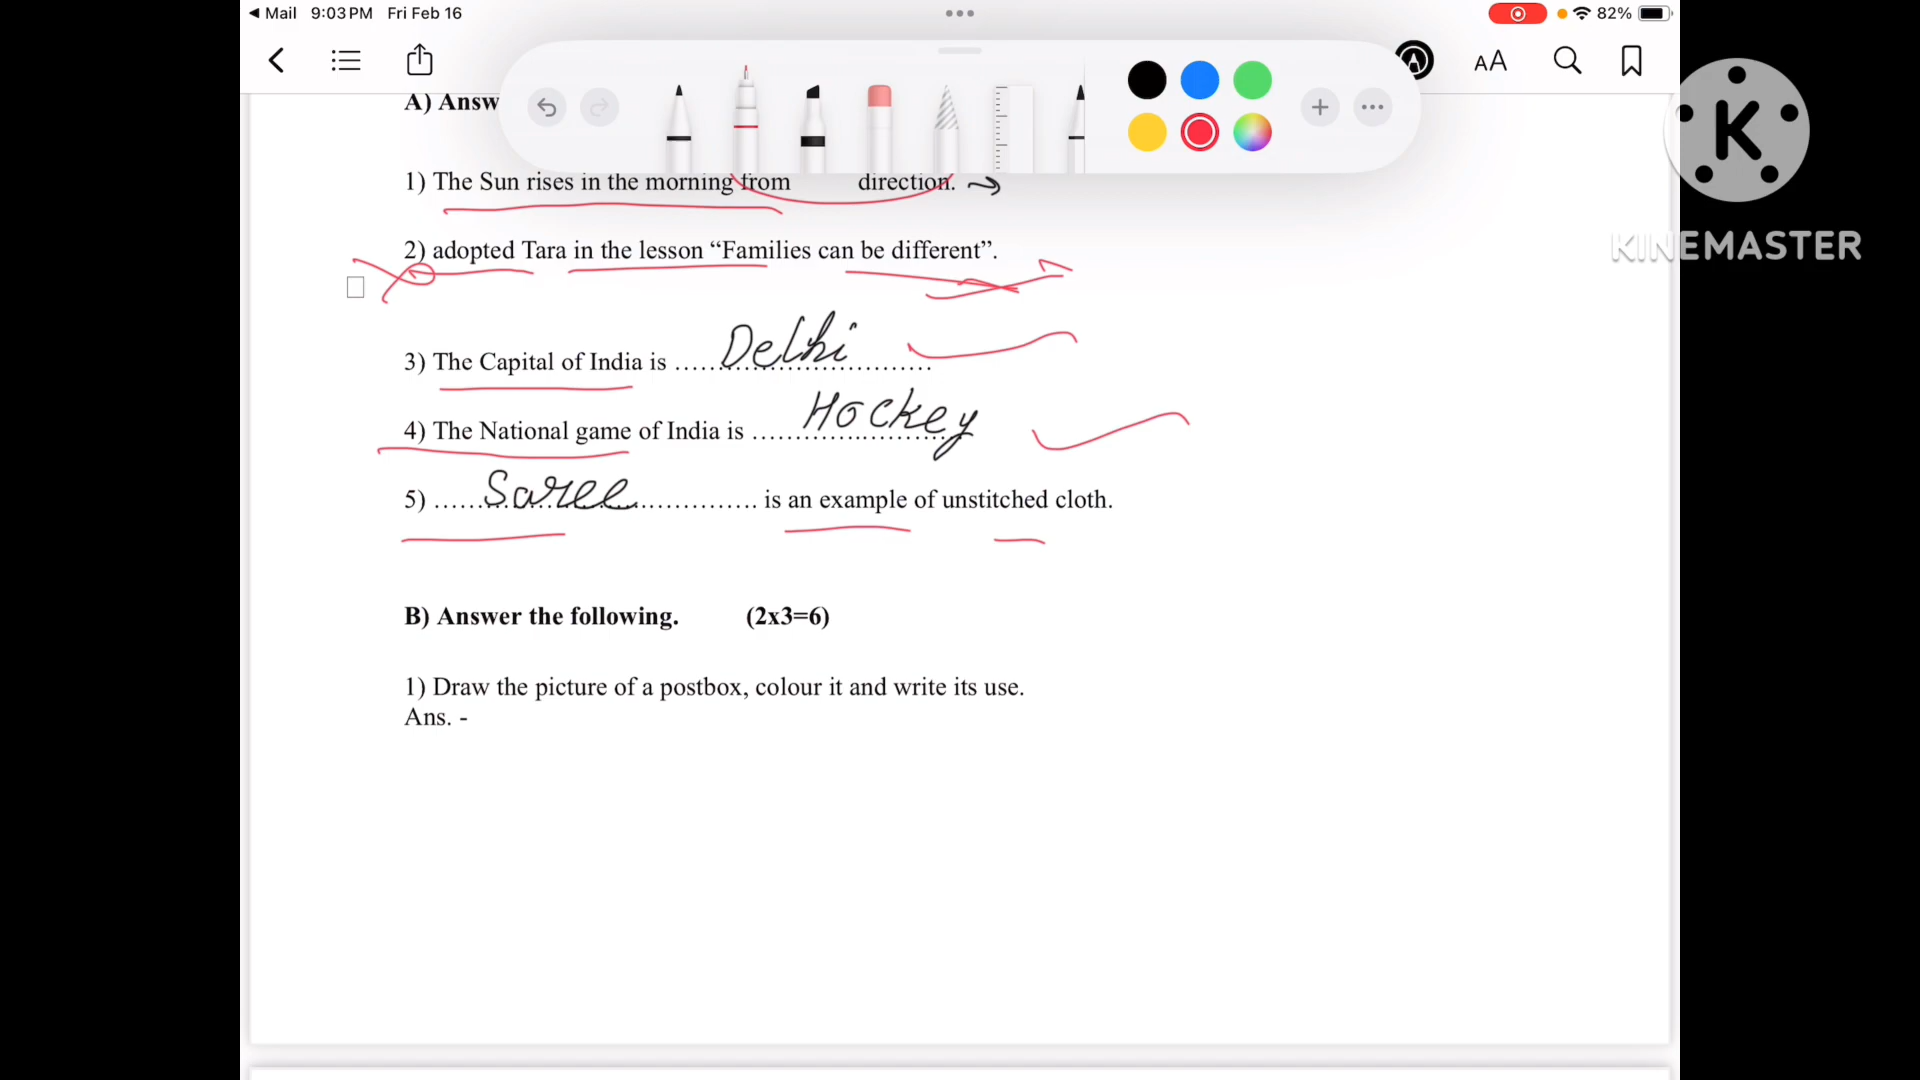 Mail 9:03 PM Fri Feb 16 82%
AA
K
KINEMASTER
A) Answ
1) The Sun rises in the morning from direction.
2) adopted Tara in the lesson “Families can be different”.
3) The Capital of India is ....Delhi..........
4) The National game of India is ....Hockey....
5) .....Saree............. is an example of unstitched cloth.
B) Answer the following. (2x3=6)
1) Draw the picture of a postbox, colour it and write its use.
Ans. -